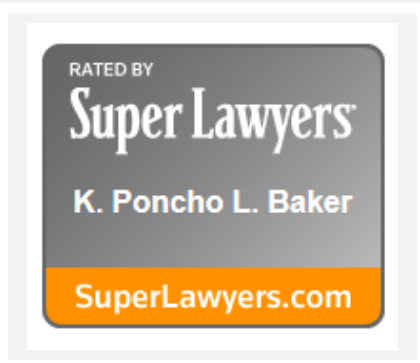 RATED BY
Super Lawyers
K. Poncho L. Baker
SuperLawyers.com